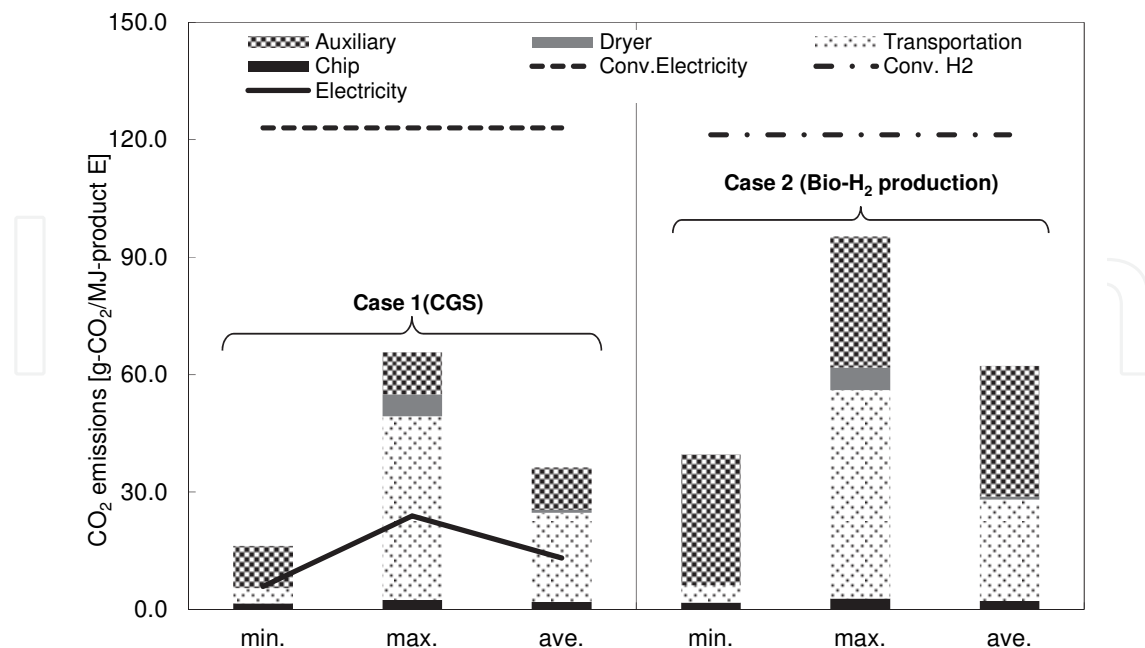 150.0
Auxiliary Dryer Transportation
Chip Conv.Electricity Conv. H2
Electricity
120.0
Case 2 (Bio-H₂ production)
90.0
Case 1(CGS)
60.0
30.0
0.0
CO₂ emissions [g-CO₂/MJ-product E]
min. max. ave. min. max. ave.